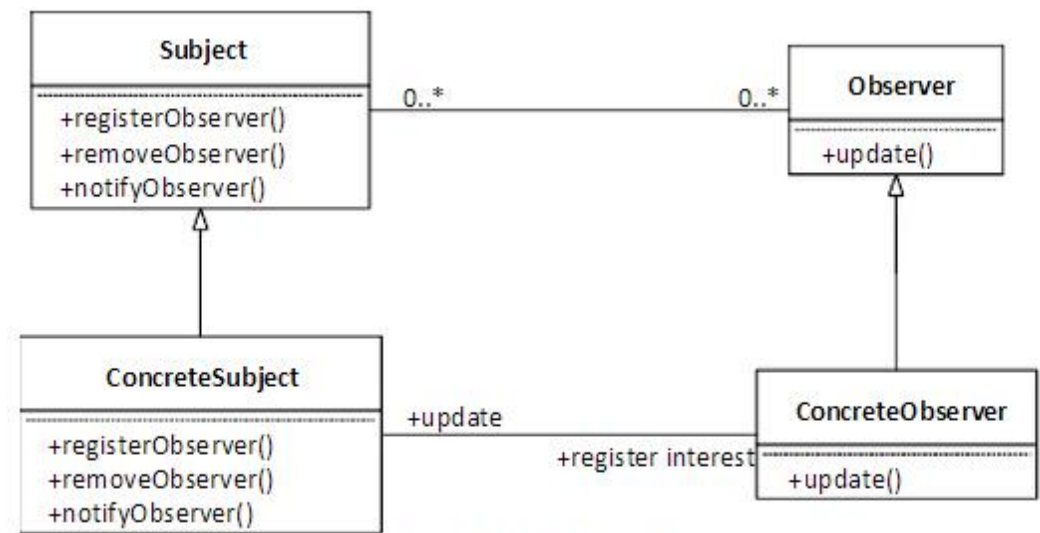 Subject
+registerObserver()
+removeObserver()
+notifyObserver()
0..*
0..*
Observer
+update()
ConcreteSubject
+registerObserver()
+removeObserver()
+notifyObserver()
+update
+register interest
ConcreteObserver
+update()